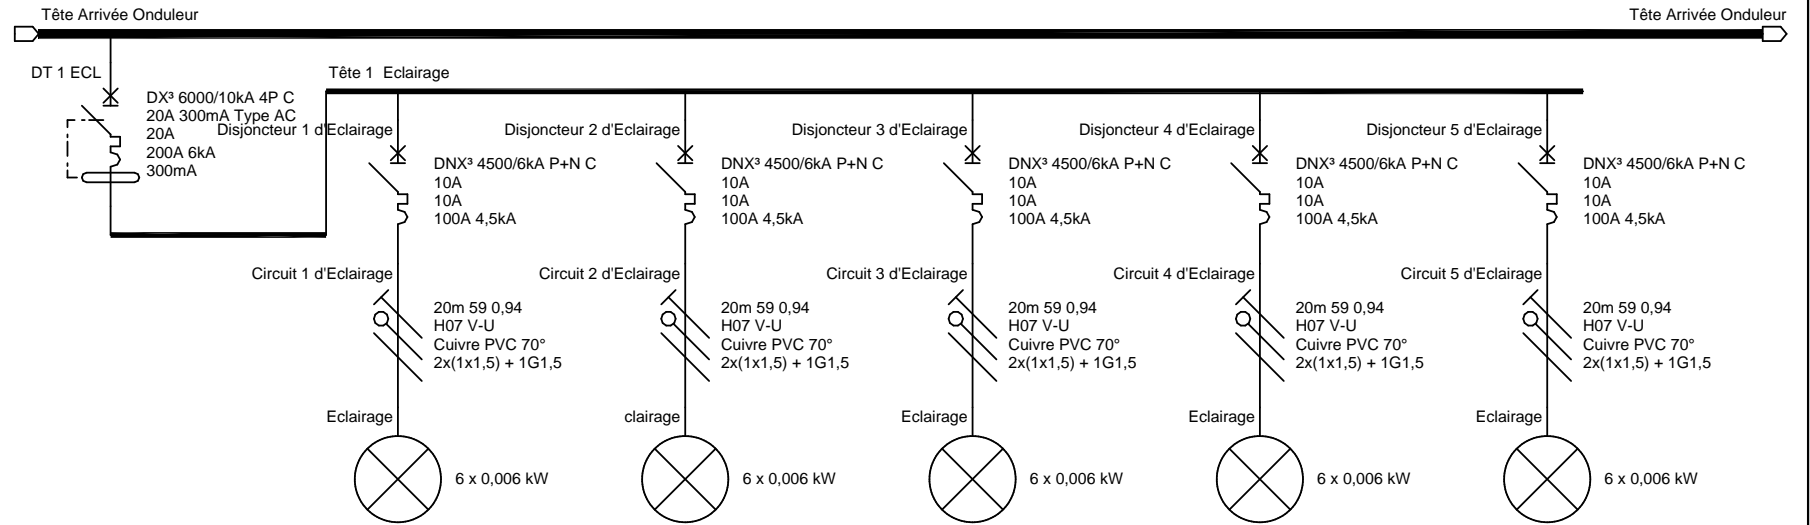 Tête Arrivée Onduleur
Tête Arrivée Onduleur
DT 1 ECL
Tête 1 Eclairage
DX³ 6000/10kA 4P C
20A 300mA Type AC
20A
200A 6kA
300mA
Disjoncteur 1 d'Eclairage
DNX³ 4500/6kA P+N C
10A
10A
100A 4,5kA
Disjoncteur 2 d'Eclairage
DNX³ 4500/6kA P+N C
10A
10A
100A 4,5kA
Disjoncteur 3 d'Eclairage
DNX³ 4500/6kA P+N C
10A
10A
100A 4,5kA
Disjoncteur 4 d'Eclairage
DNX³ 4500/6kA P+N C
10A
10A
100A 4,5kA
Disjoncteur 5 d'Eclairage
DNX³ 4500/6kA P+N C
10A
10A
100A 4,5kA
Circuit 1 d'Eclairage
20m 59 0,94
H07 V-U
Cuivre PVC 70°
2x(1x1,5) + 1G1,5
Circuit 2 d'Eclairage
20m 59 0,94
H07 V-U
Cuivre PVC 70°
2x(1x1,5) + 1G1,5
Circuit 3 d'Eclairage
20m 59 0,94
H07 V-U
Cuivre PVC 70°
2x(1x1,5) + 1G1,5
Circuit 4 d'Eclairage
20m 59 0,94
H07 V-U
Cuivre PVC 70°
2x(1x1,5) + 1G1,5
Circuit 5 d'Eclairage
20m 59 0,94
H07 V-U
Cuivre PVC 70°
2x(1x1,5) + 1G1,5
Eclairage
6 x 0,006 kW
clairage
6 x 0,006 kW
Eclairage
6 x 0,006 kW
Eclairage
6 x 0,006 kW
Eclairage
6 x 0,006 kW